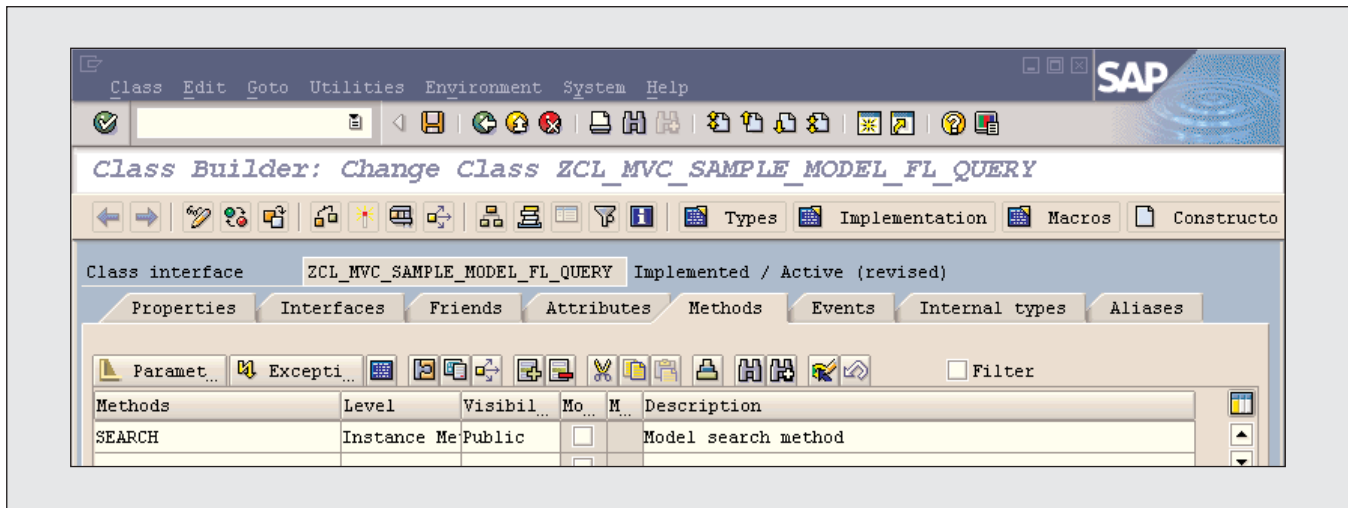 SAP
Class Edit Goto Utilities Environment System Help
Class Builder: Change Class ZCL_MVC_SAMPLE_MODEL_FL_QUERY
Types Implementation Macros Constructo
Class interface ZCL_MVC_SAMPLE_MODEL_FL_QUERY Implemented / Active (revised)
Properties Interfaces Friends Attributes Methods Events Internal types Aliases
Paramet… Excepti… Filter
Methods Level Visibil… Mo… M… Description
SEARCH Instance Me Public Model search method